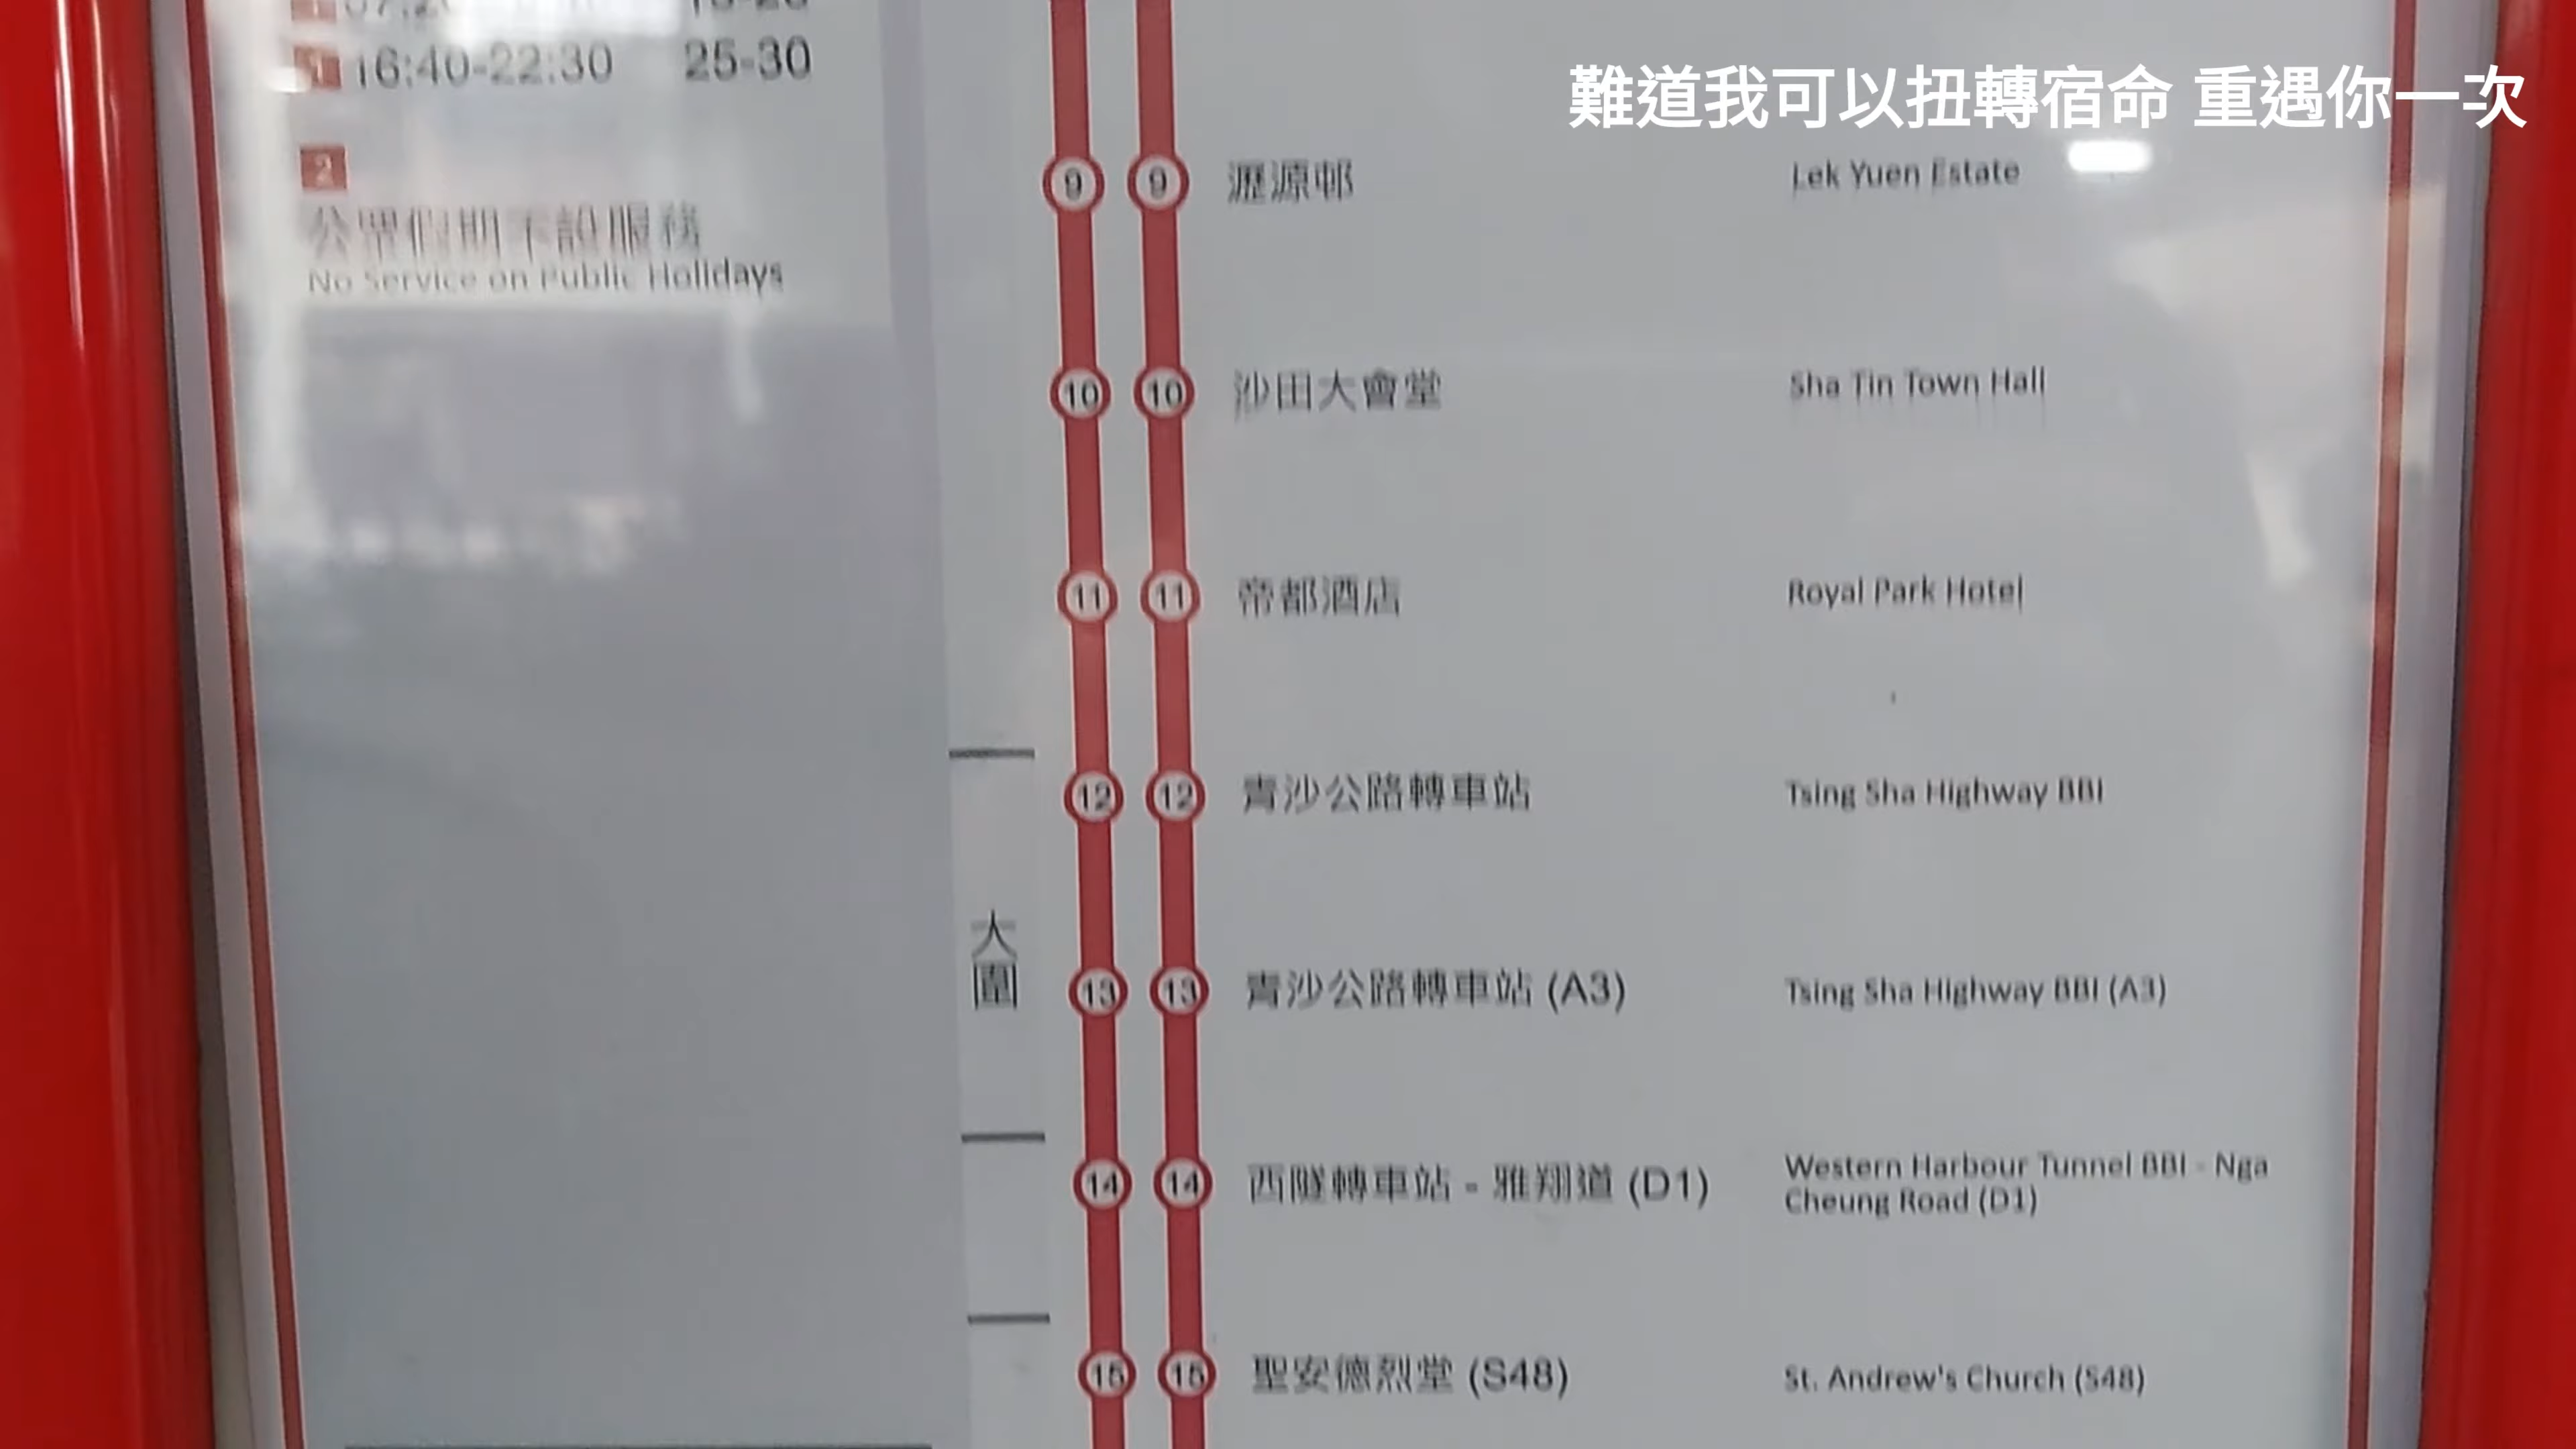 難道我可以扭轉宿命 重遇你一次
1 16:40-22:30 25-30
2
公眾假期不設服務
No Service on Public Holidays
9 9 瀝源邨 Lek Yuen Estate
10 10 沙田大會堂 Sha Tin Town Hall
11 11 帝都酒店 Royal Park Hotel
12 12 青沙公路轉車站 Tsing Sha Highway BBI
大圍
13 13 青沙公路轉車站 (A3) Tsing Sha Highway BBI (A3)
14 14 西隧轉車站 - 雅翔道 (D1) Western Harbour Tunnel BBI - Nga
Cheung Road (D1)
15 15 聖安德烈堂 (S48) St. Andrew's Church (S48)